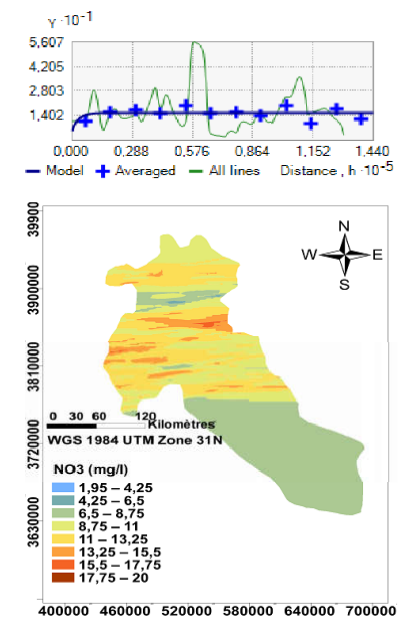 γ ·10⁻¹
5,607
4,205
2,803
1,402
0,000 0,288 0,576 0,864 1,152 1,440
Model Averaged All lines Distance , h ·10⁻⁵
39900
3900000
3810000
3720000
3630000
N
W E
S
0 30 60 120 Kilomètres
WGS 1984 UTM Zone 31N
NO3 (mg/l)
1,95 – 4,25
4,25 – 6,5
6,5 – 8,75
8,75 – 11
11 – 13,25
13,25 – 15,5
15,5 – 17,75
17,75 – 20
400000 460000 520000 580000 640000 700000